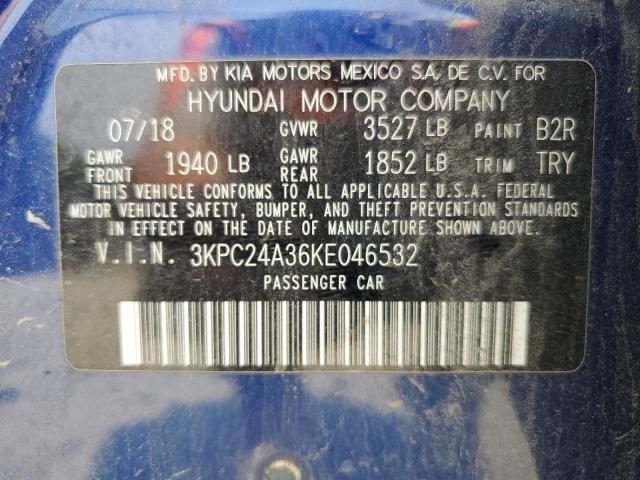 MFD. BY KIA MOTORS MEXICO S.A. DE C.V. FOR
HYUNDAI MOTOR COMPANY
07/18 GVWR 3527 LB PAINT B2R
GAWR FRONT 1940 LB GAWR REAR 1852 LB TRIM TRY
THIS VEHICLE CONFORMS TO ALL APPLICABLE U.S.A. FEDERAL
MOTOR VEHICLE SAFETY, BUMPER, AND THEFT PREVENTION STANDARDS
IN EFFECT ON THE DATE OF MANUFACTURE SHOWN ABOVE.
V.I.N. 3KPC24A36KE046532
PASSENGER CAR